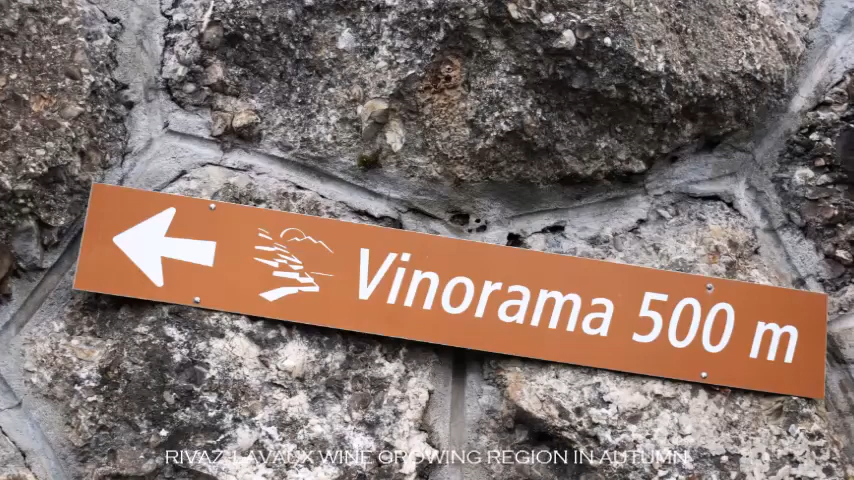 Vinorama 500 m
RIVAZ, LAVAUX WINE GROWING REGION IN AUTUMN